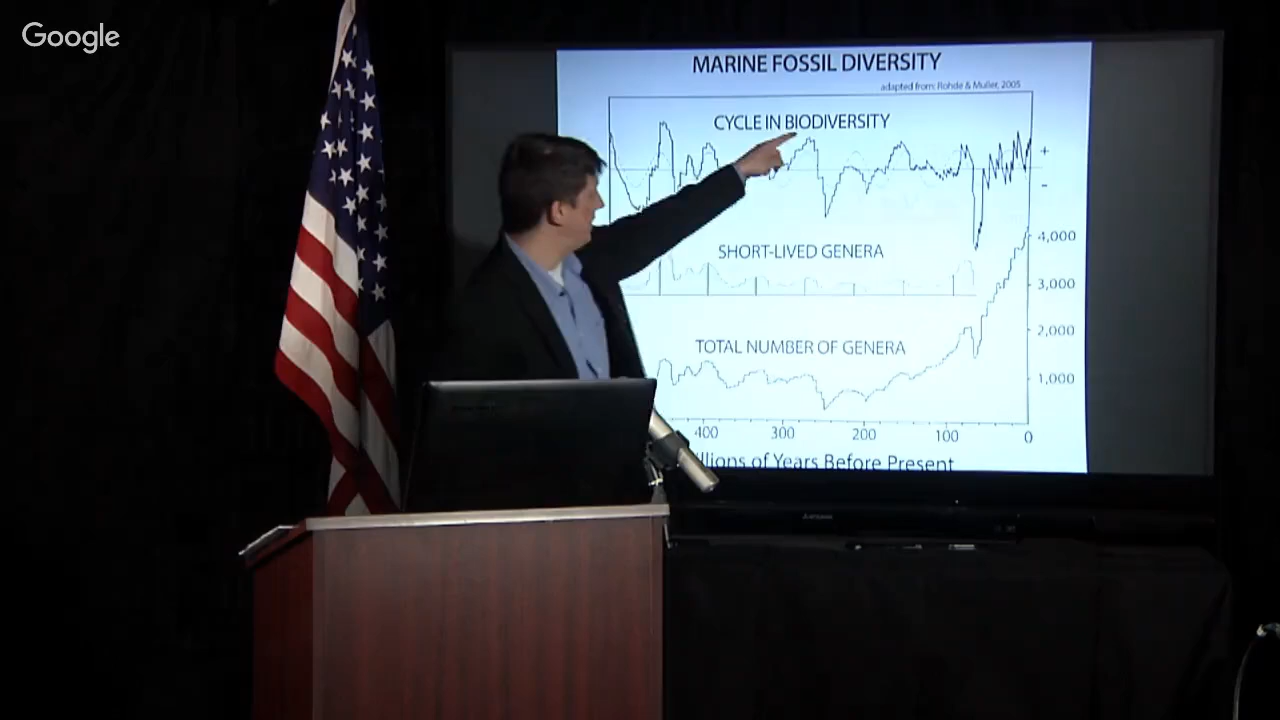 Google
MARINE FOSSIL DIVERSITY
adapted from: Rohde & Muller, 2005
CYCLE IN BIODIVERSITY
+
-
4,000
SHORT-LIVED GENERA
3,000
2,000
TOTAL NUMBER OF GENERA
1,000
400 300 200 100 0
llions of Years Before Present